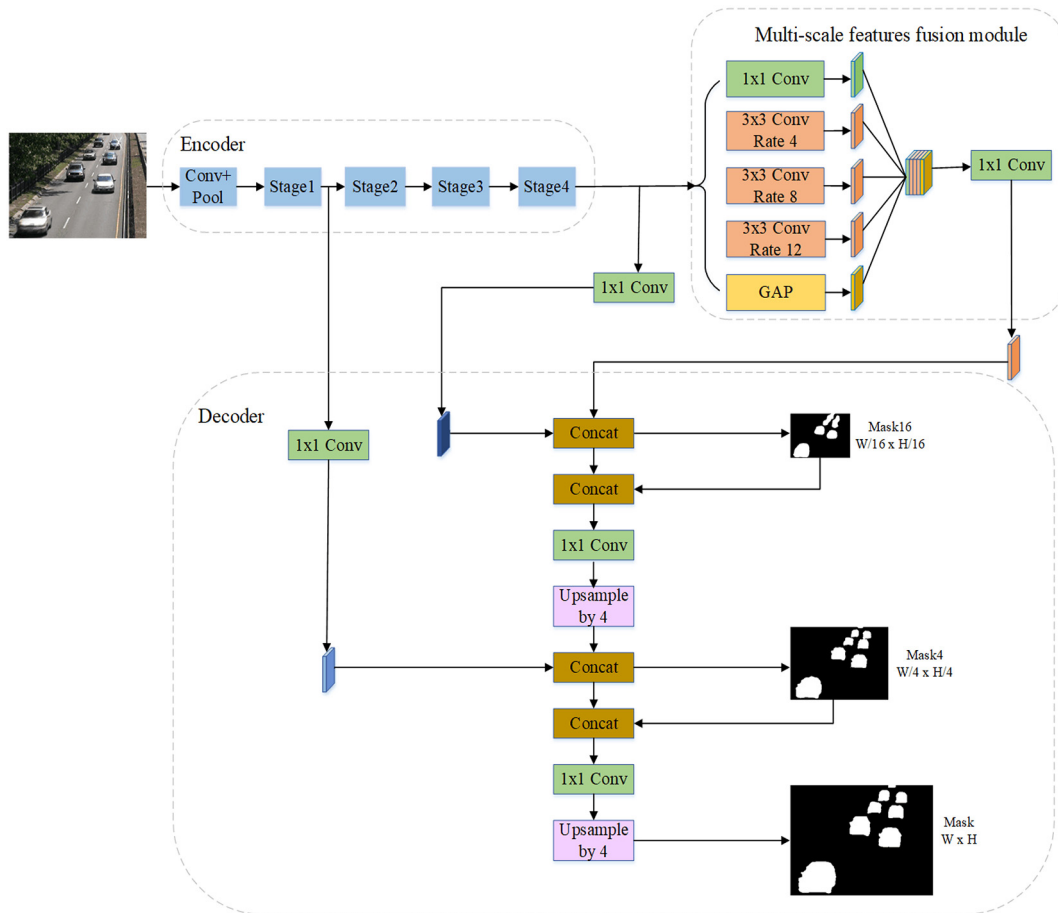 Multi-scale features fusion module
1x1 Conv
3x3 Conv
Rate 4
3x3 Conv
Rate 8
3x3 Conv
Rate 12
GAP
1x1 Conv
Encoder
Conv+
Pool
Stage1
Stage2
Stage3
Stage4
1x1 Conv
Decoder
1x1 Conv
Concat
Mask16
W/16 x H/16
Concat
1x1 Conv
Upsample
by 4
Concat
Mask4
W/4 x H/4
Concat
1x1 Conv
Upsample
by 4
Mask
W x H